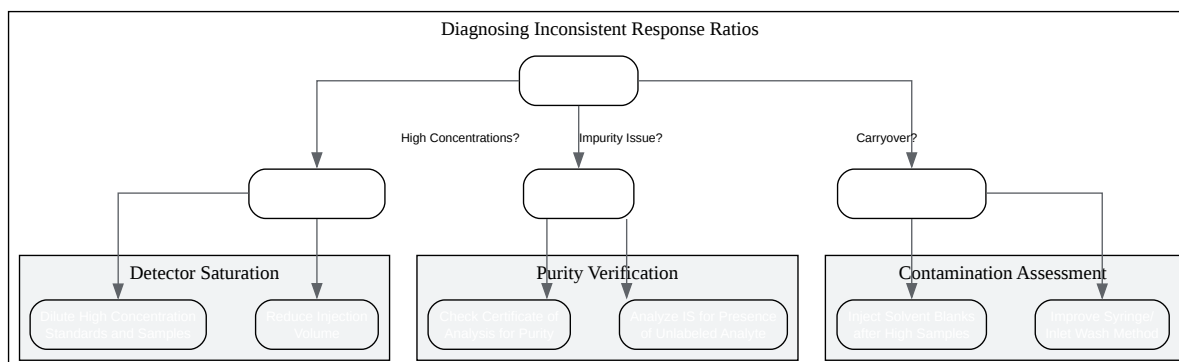 Diagnosing Inconsistent Response Ratios
High Concentrations?
Impurity Issue?
Carryover?
Detector Saturation
Purity Verification
Contamination Assessment
Dilute High Concentration
Standards and Samples
Reduce Injection
Volume
Check Certificate of
Analysis for Purity
Analyze IS for Presence
of Unlabeled Analyte
Inject Solvent Blanks
after High Samples
Improve Syringe/
Inlet Wash Method